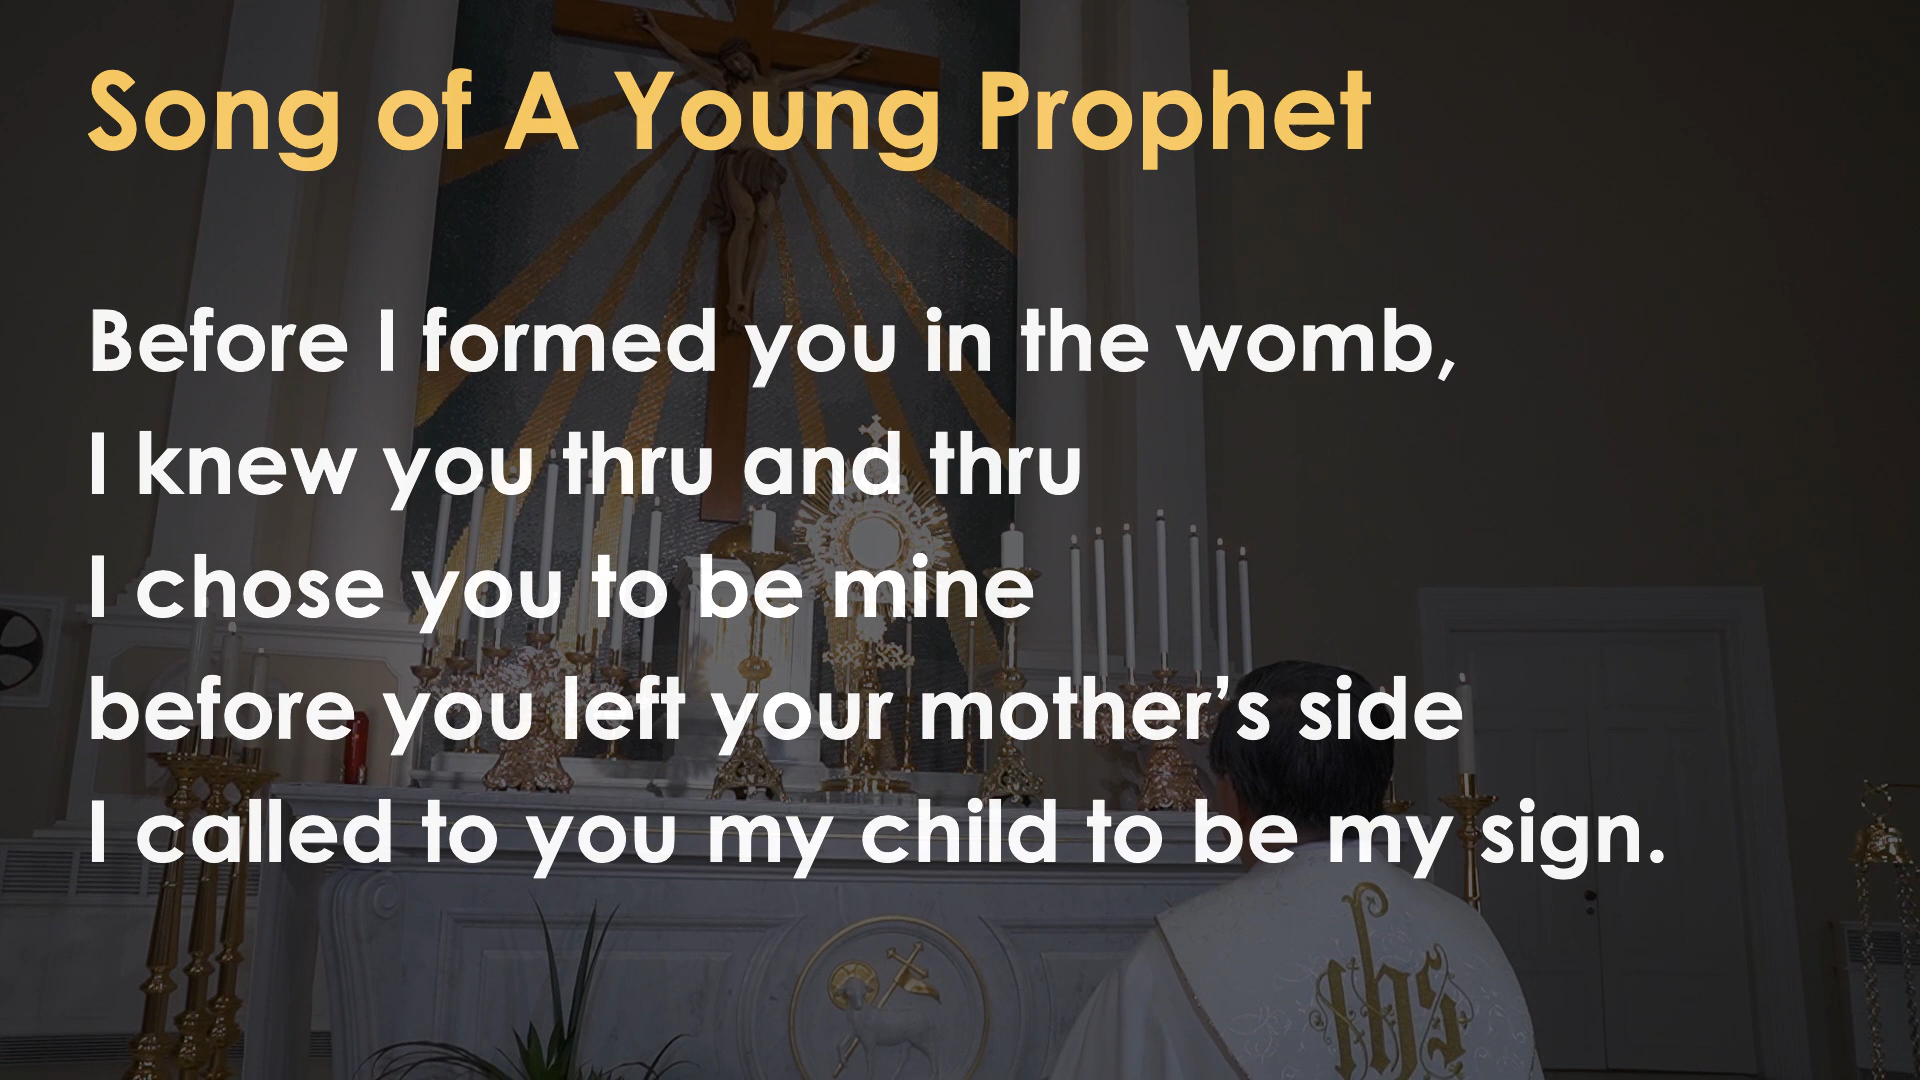 Song of A Young Prophet
Before I formed you in the womb,
I knew you thru and thru
I chose you to be mine
before you left your mother’s side
I called to you my child to be my sign.
ihs